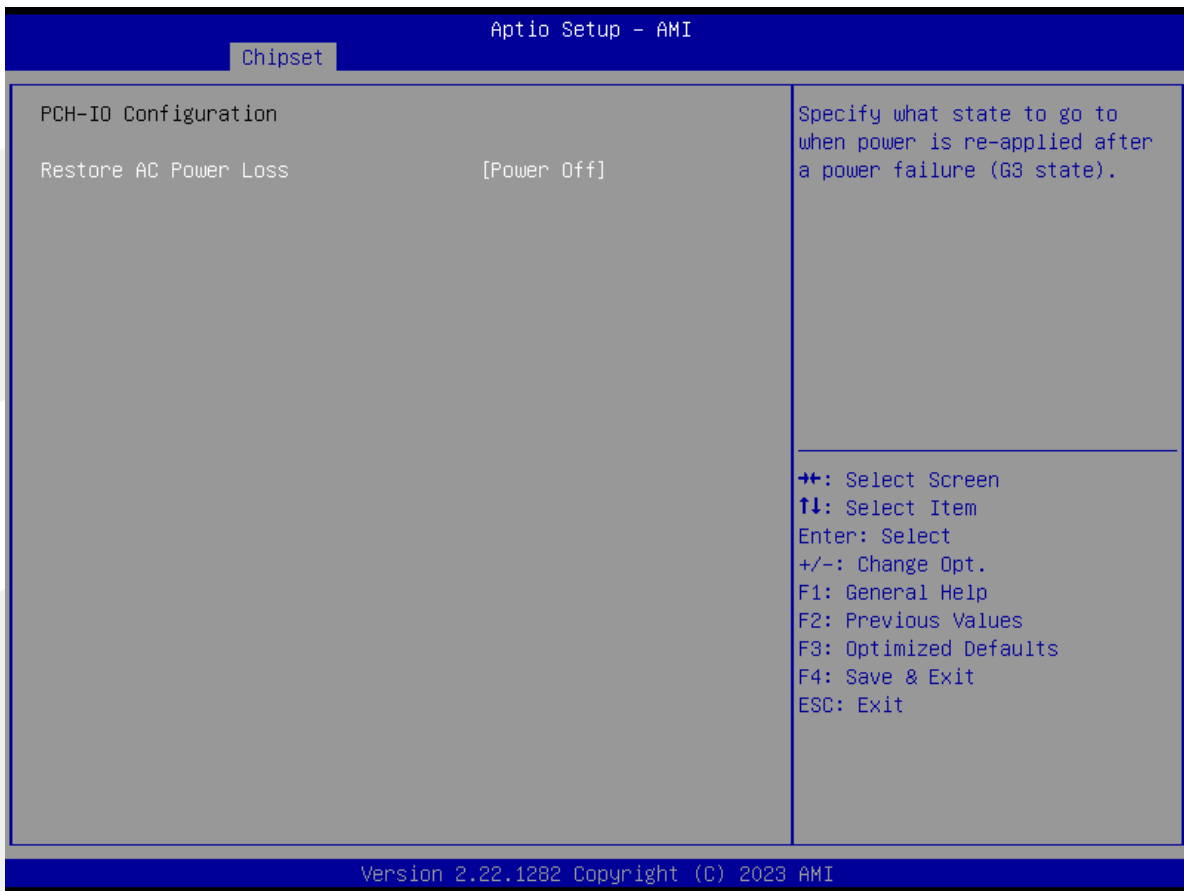 Aptio Setup – AMI
Chipset
PCH-IO Configuration
Restore AC Power Loss [Power Off]
Specify what state to go to
when power is re-applied after
a power failure (G3 state).
→←: Select Screen
↑↓: Select Item
Enter: Select
+/-: Change Opt.
F1: General Help
F2: Previous Values
F3: Optimized Defaults
F4: Save & Exit
ESC: Exit
Version 2.22.1282 Copyright (C) 2023 AMI